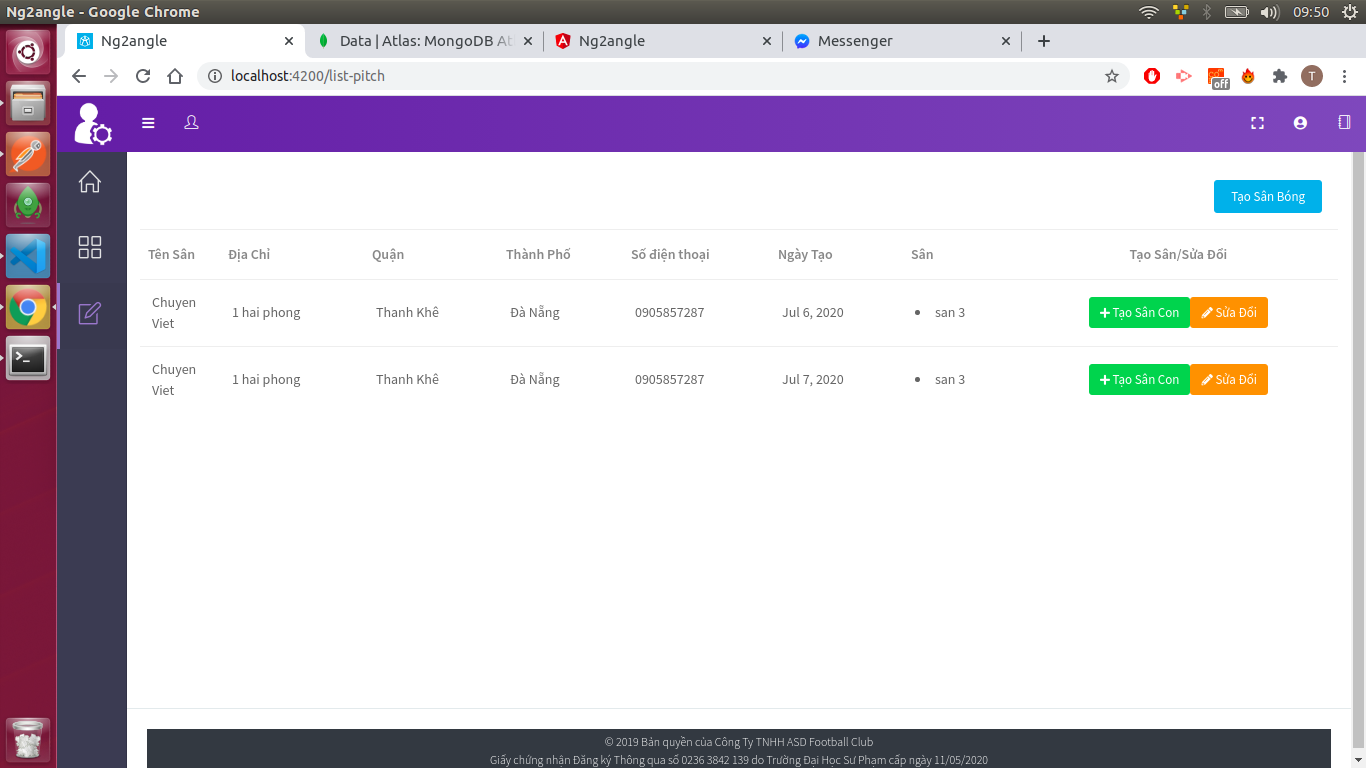 Ng2angle - Google Chrome
09:50
Ng2angle
Data | Atlas: MongoDB Atl
Ng2angle
Messenger
localhost:4200/list-pitch
off
T
Tạo Sân Bóng
Tên Sân Địa Chỉ Quận Thành Phố Số điện thoại Ngày Tạo Sân Tạo Sân/Sửa Đổi
Chuyen Viet 1 hai phong Thanh Khê Đà Nẵng 0905857287 Jul 6, 2020 san 3 Tạo Sân Con Sửa Đổi
Chuyen Viet 1 hai phong Thanh Khê Đà Nẵng 0905857287 Jul 7, 2020 san 3 Tạo Sân Con Sửa Đổi
© 2019 Bản quyền của Công Ty TNHH ASD Football Club
Giấy chứng nhận Đăng ký Thông qua số 0236 3842 139 do Trường Đại Học Sư Phạm cấp ngày 11/05/2020